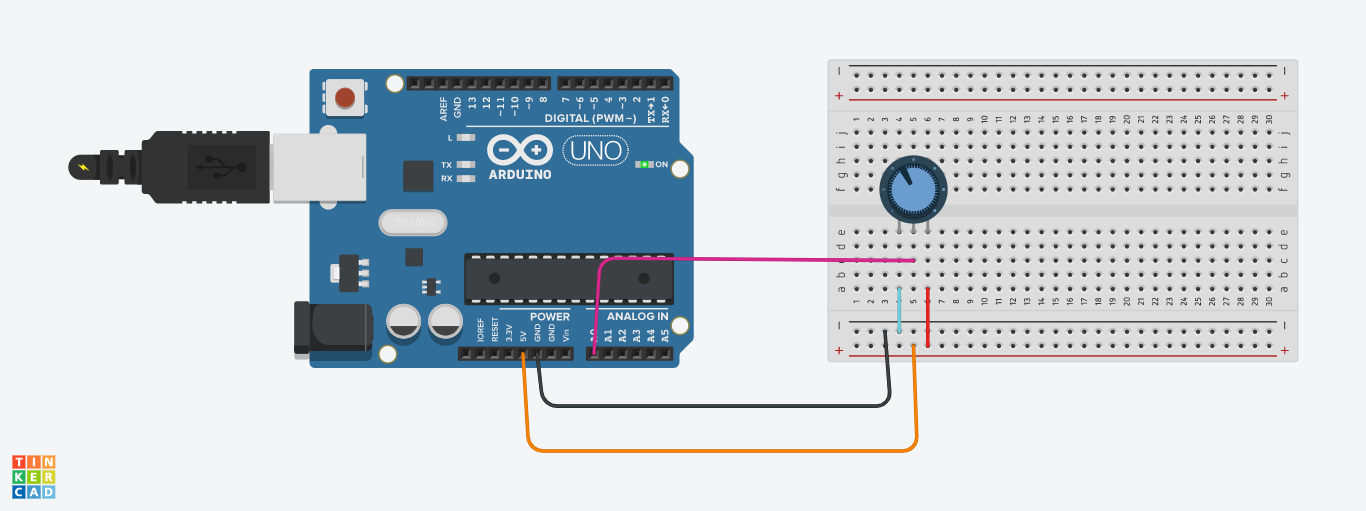 AREF
GND
13
12
~11
~10
~9
8
7
~6
~5
4
~3
2
TX→1
RX←0
DIGITAL (PWM~)
L
TX
RX
UNO
ON
ARDUINO
POWER
ANALOG IN
IOREF
RESET
3.3V
5V
GND
GND
Vin
A1
A2
A3
A4
A5
− −
+ +
1 2 3 4 5 6 7 8 9 10 11 12 13 14 15 16 17 18 19 20 21 22 23 24 25 26 27 28 29 30
j j
i i
h h
g g
f f
e e
d d
c c
b b
a a
1 2 3 4 5 6 7 8 9 10 11 12 13 14 15 16 17 18 19 20 21 22 23 24 25 26 27 28 29 30
− −
+ +
TIN
KER
CAD